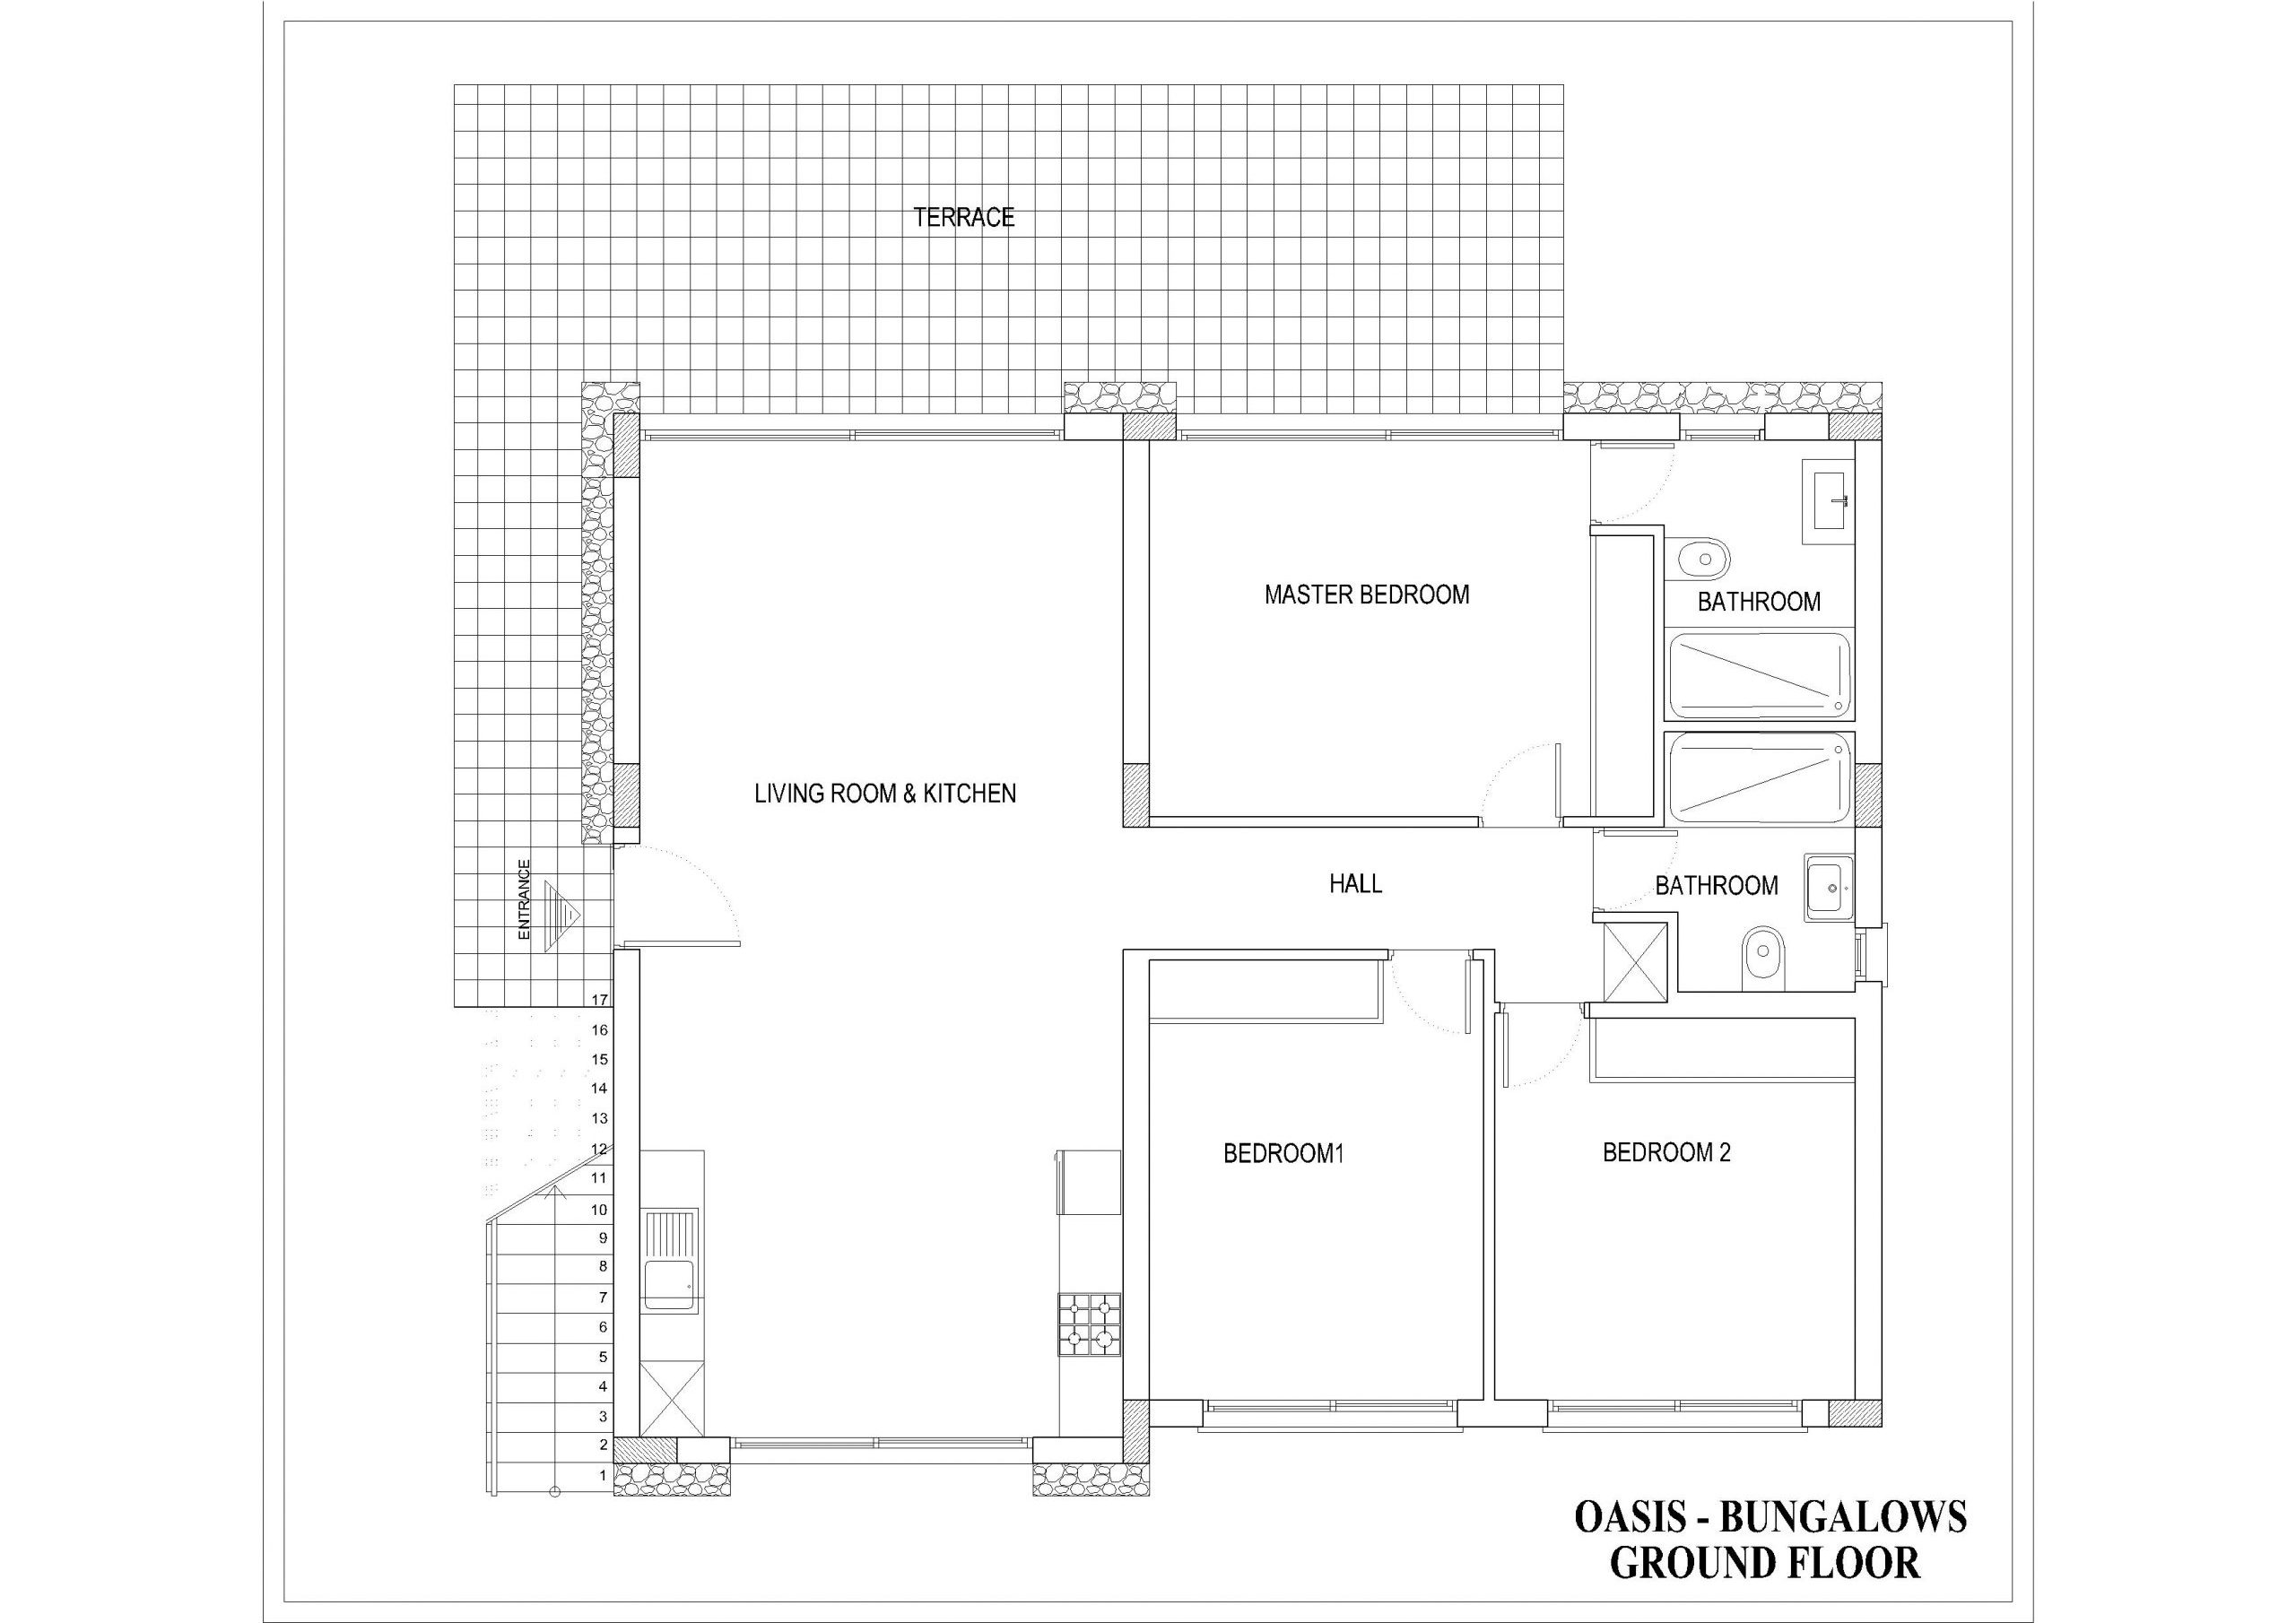 TERRACE
MASTER BEDROOM
BATHROOM
LIVING ROOM & KITCHEN
ENTRANCE
HALL
BATHROOM
17
16
15
14
13
12
11
10
9
8
7
6
5
4
3
2
1
BEDROOM1
BEDROOM 2
OASIS - BUNGALOWS
GROUND FLOOR